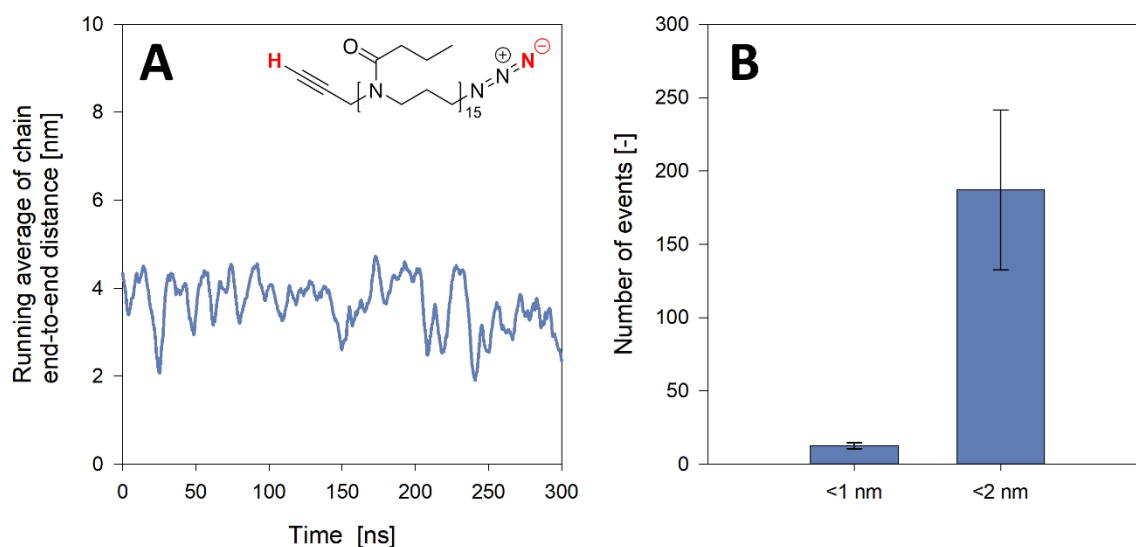 A
H
O
N
15
N
⊕
N
N
⊖
Running average of chain
end-to-end distance [nm]
10
8
6
4
2
0
0 50 100 150 200 250 300
Time [ns]
B
Number of events [-]
300
250
200
150
100
50
0
<1 nm <2 nm